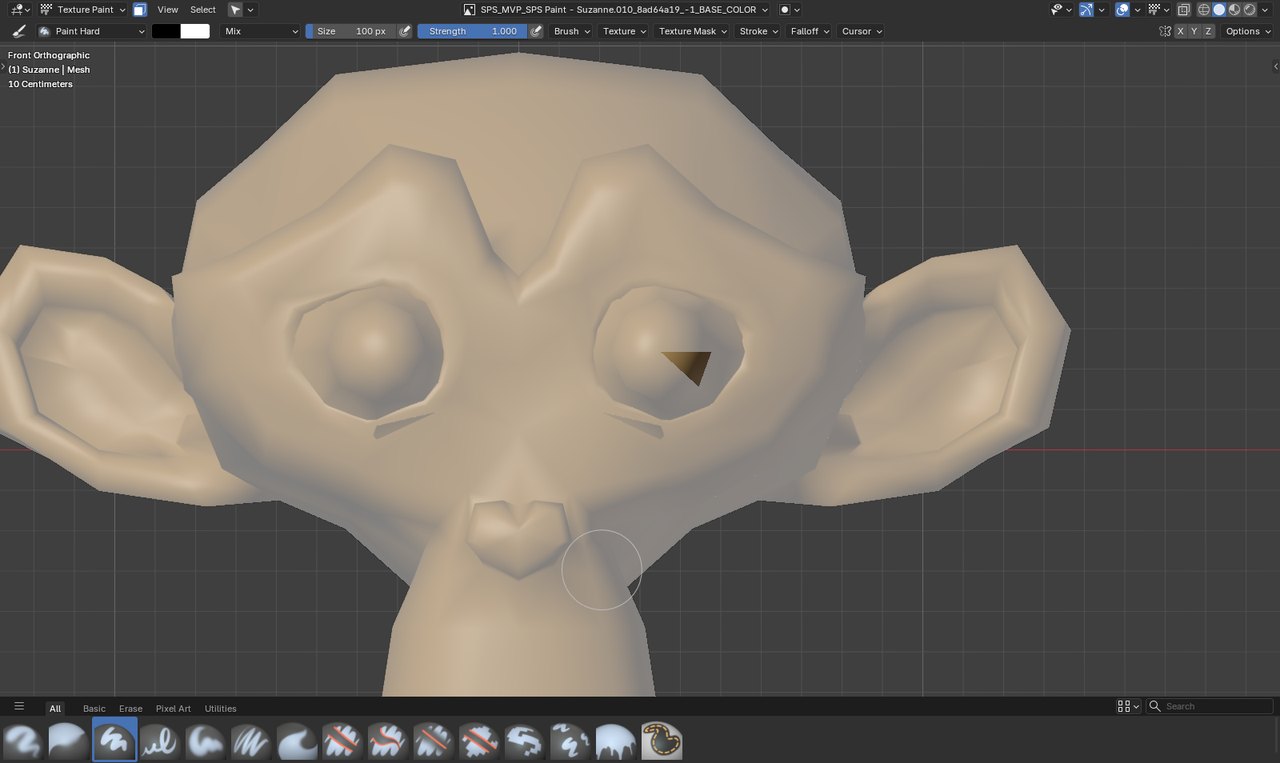 Texture Paint View Select SPS_MVP_SPS Paint - Suzanne.010_8ad64a19_-1_BASE_COLOR
Paint Hard Mix Size 100 px Strength 1.000 Brush Texture Texture Mask Stroke Falloff Cursor X Y Z Options
Front Orthographic
(1) Suzanne | Mesh
10 Centimeters
All Basic Erase Pixel Art Utilities Search